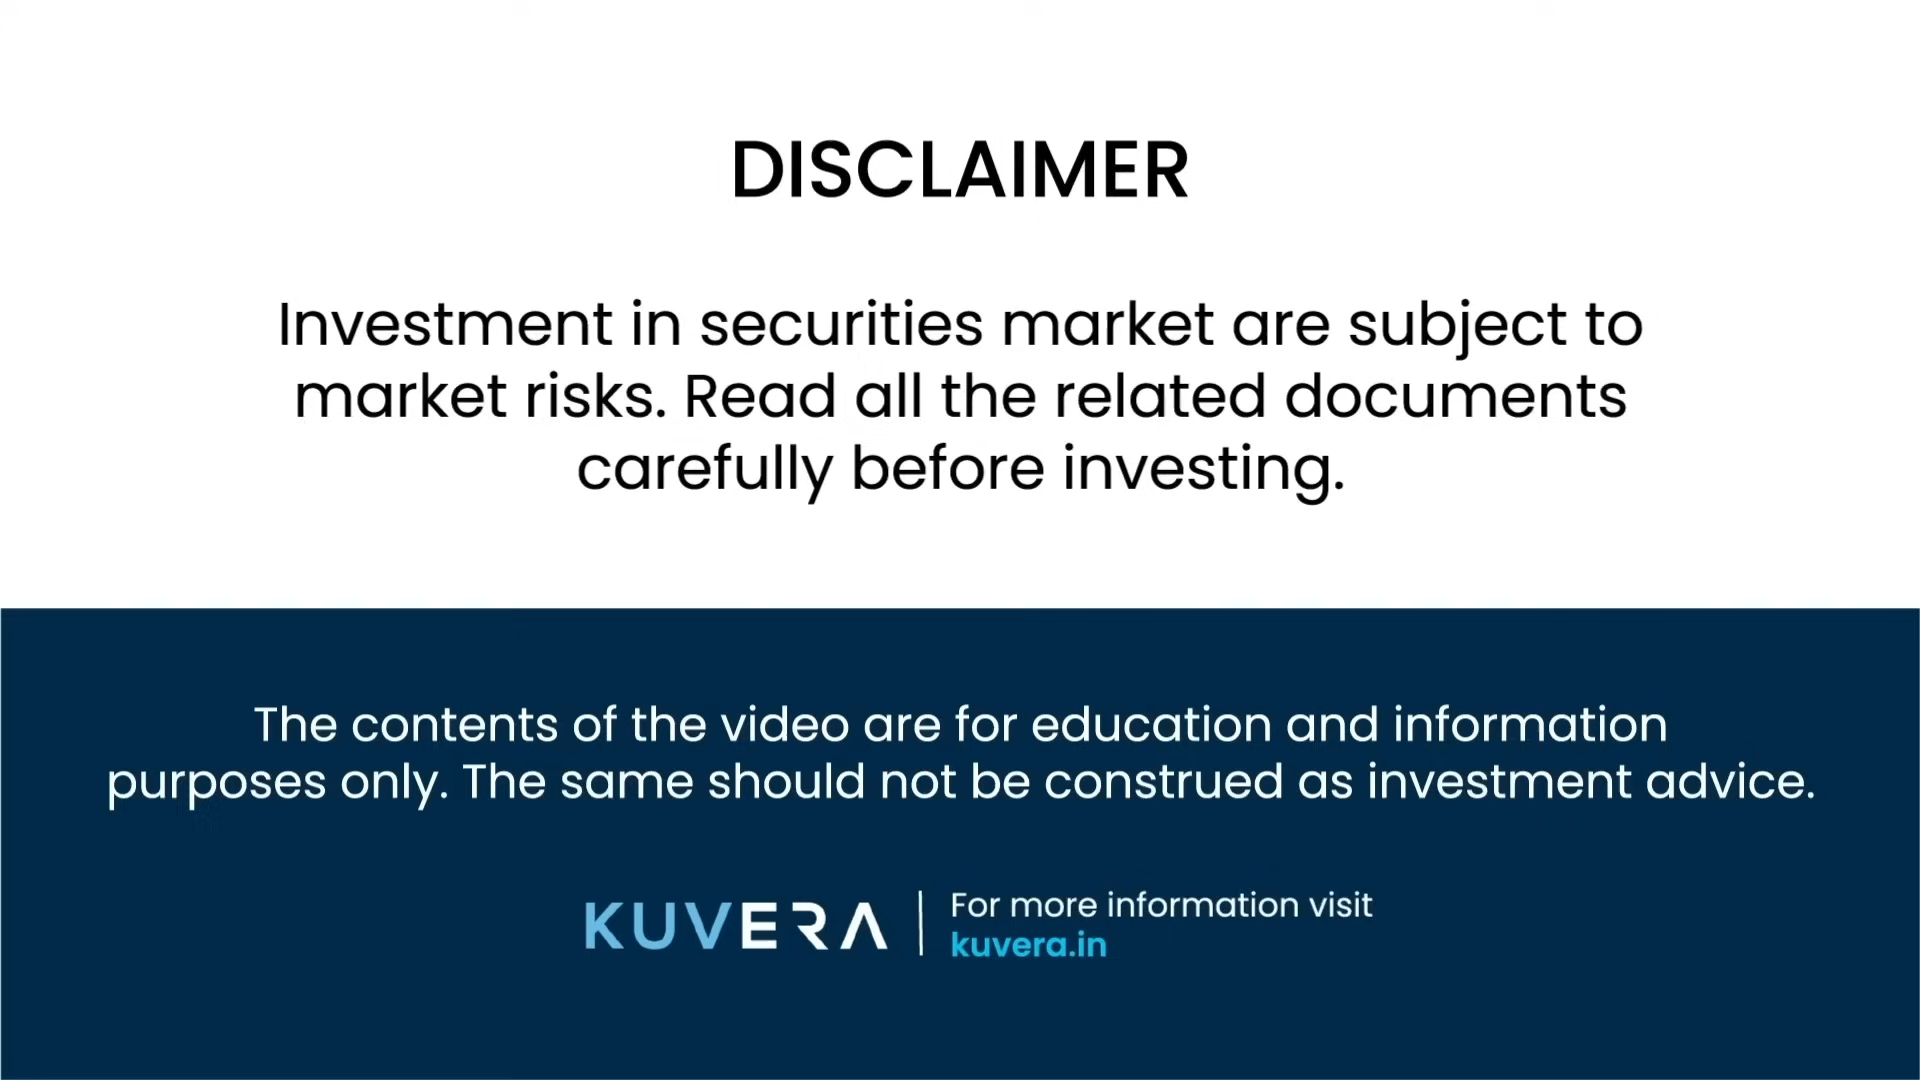 DISCLAIMER
Investment in securities market are subject to
market risks. Read all the related documents
carefully before investing.
The contents of the video are for education and information
purposes only. The same should not be construed as investment advice.
KUVERA
For more information visit
kuvera.in